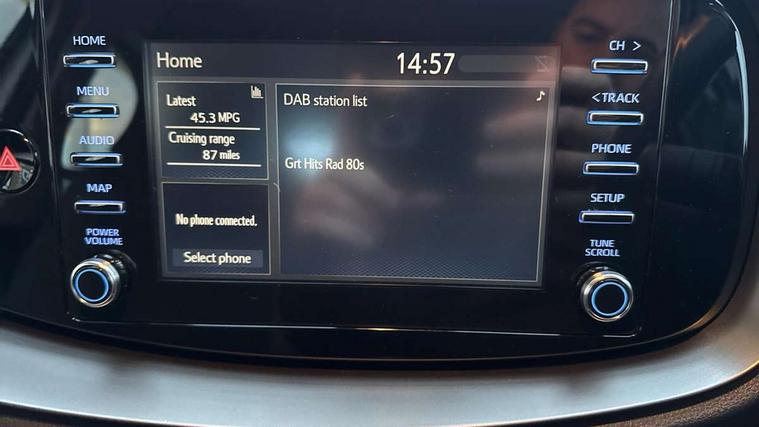 HOME
MENU
AUDIO
MAP
POWER
VOLUME
Home
14:57
Latest
45.3 MPG
Cruising range
87 miles
No phone connected.
Select phone
DAB station list
Grt Hits Rad 80s
CH >
< TRACK
PHONE
SETUP
TUNE
SCROLL